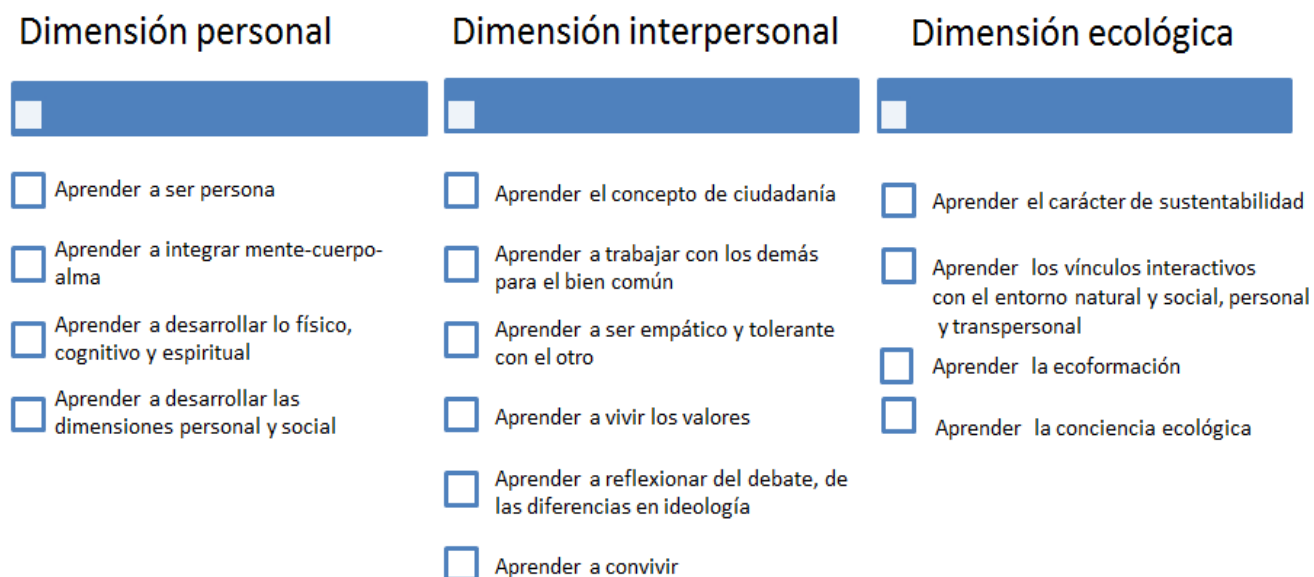 Dimensión personal
Aprender a ser persona
Aprender a integrar mente-cuerpo-
alma
Aprender a desarrollar lo físico,
cognitivo y espiritual
Aprender a desarrollar las
dimensiones personal y social
Dimensión interpersonal
Aprender el concepto de ciudadanía
Aprender a trabajar con los demás
para el bien común
Aprender a ser empático y tolerante
con el otro
Aprender a vivir los valores
Aprender a reflexionar del debate, de
las diferencias en ideología
Aprender a convivir
Dimensión ecológica
Aprender el carácter de sustentabilidad
Aprender los vínculos interactivos
con el entorno natural y social, personal
y transpersonal
Aprender la ecoformación
Aprender la conciencia ecológica